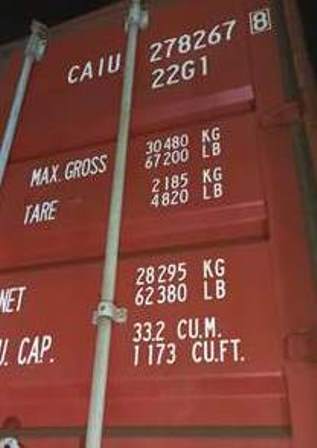 CAIU 278267 8
22G1
MAX. GROSS 30480 KG
67200 LB
TARE 2185 KG
4820 LB
NET 28295 KG
62380 LB
U. CAP. 33.2 CU.M.
1173 CU.FT.